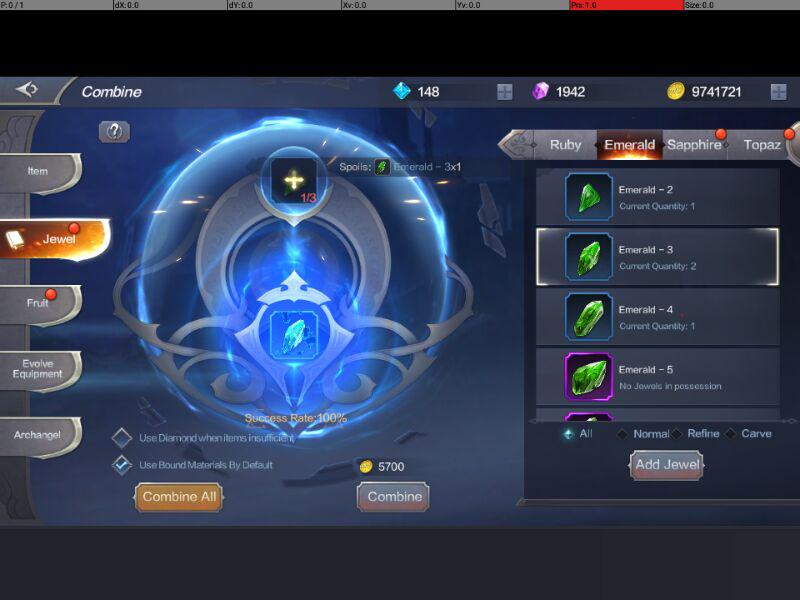 P: 0 / 1
dX: 0.0
dY: 0.0
Xv: 0.0
Yv: 0.0
Prs: 1.0
Size: 0.0
Combine
148
1942
9741721
Item
Jewel
Fruit
Evolve
Equipment
Archangel
Spoils:
Emerald - 3x1
1/3
Success Rate:100%
Use Diamond when items insufficient
Use Bound Materials By Default
5700
Combine All
Combine
Ruby
Emerald
Sapphire
Topaz
Emerald - 2
Current Quantity: 1
Emerald - 3
Current Quantity: 2
Emerald - 4
Current Quantity: 1
Emerald - 5
No Jewels in possession
All
Normal
Refine
Carve
Add Jewel